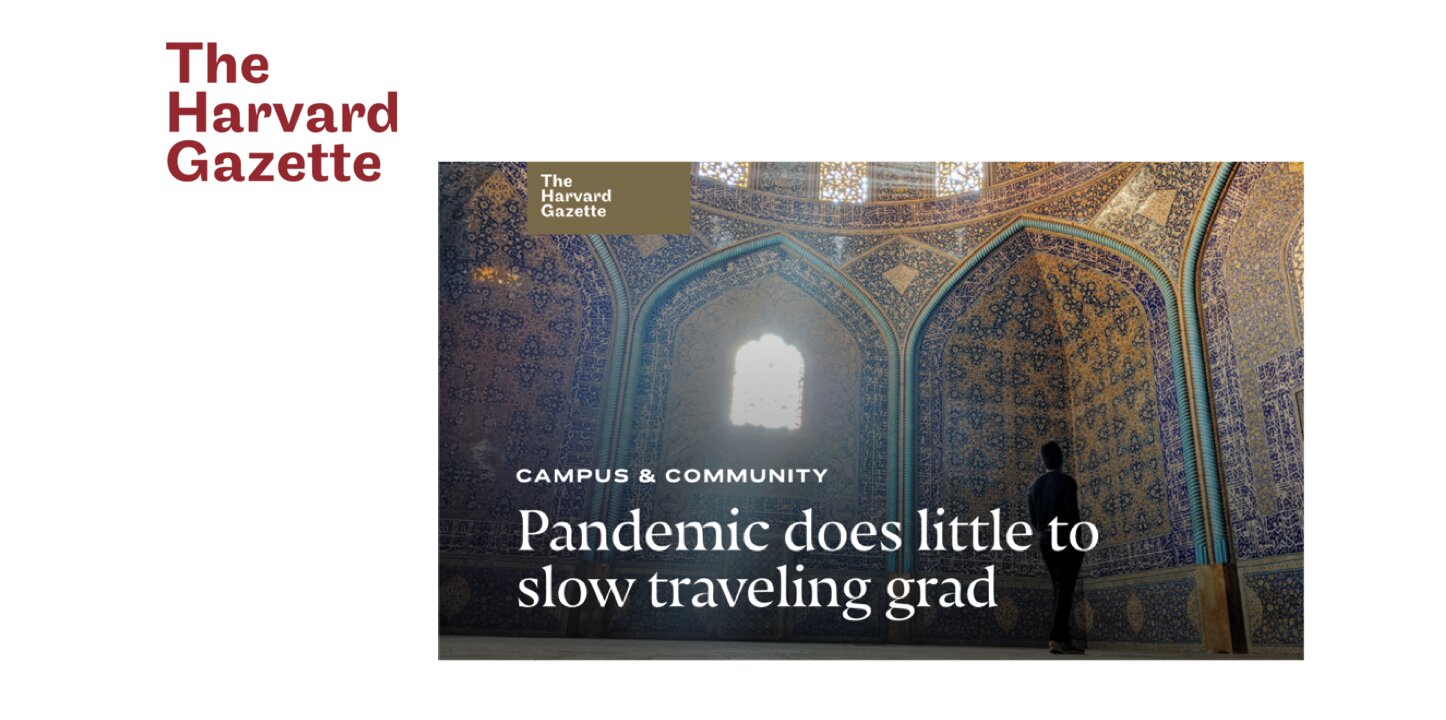 The
Harvard
Gazette
The
Harvard
Gazette
CAMPUS & COMMUNITY
Pandemic does little to
slow traveling grad